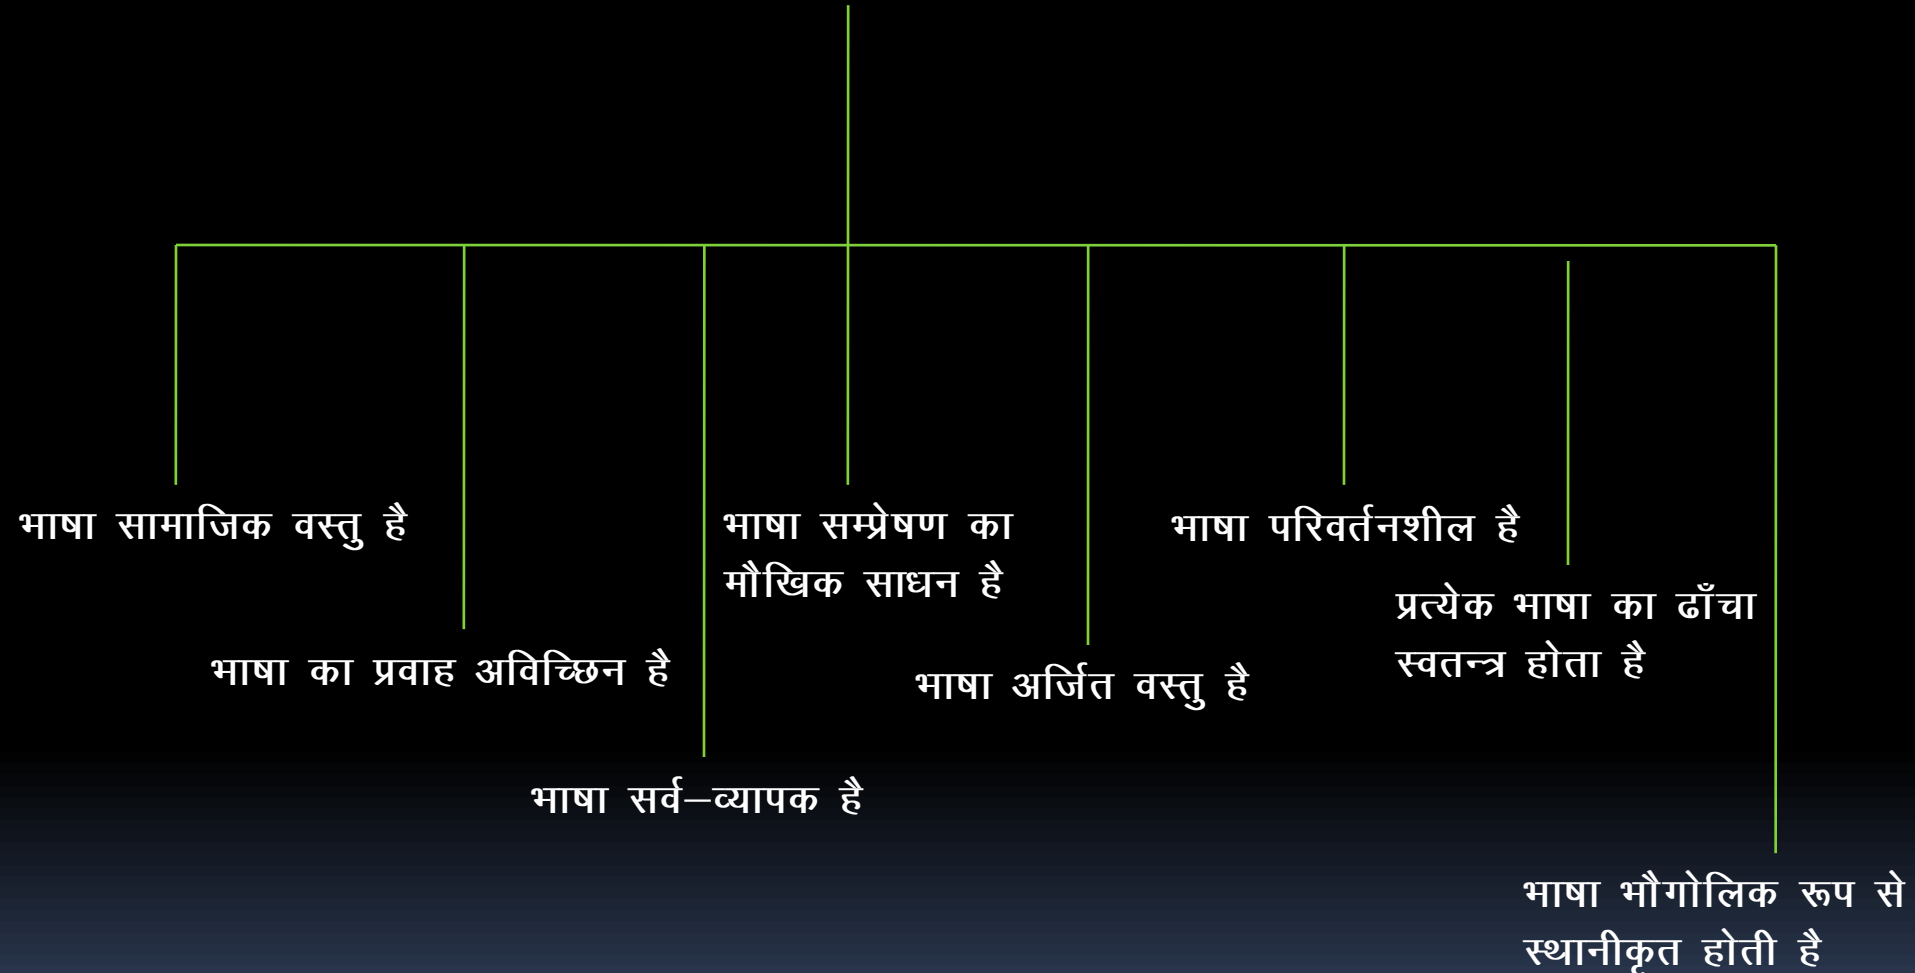 भाषा सामाजिक वस्तु है
भाषा का प्रवाह अविच्छिन है
भाषा सर्व–व्यापक है
भाषा सम्प्रेषण का
मौखिक साधन है
भाषा अर्जित वस्तु है
भाषा परिवर्तनशील है
प्रत्येक भाषा का ढाँचा
स्वतन्त्र होता है
भाषा भौगोलिक रूप से
स्थानीकृत होती है